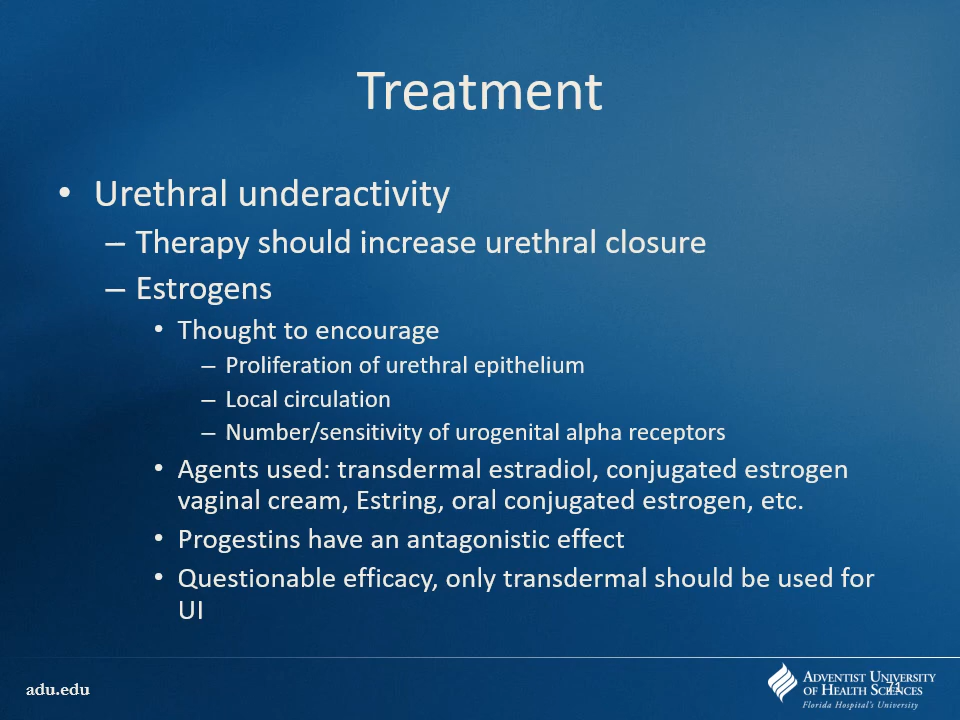 Treatment
• Urethral underactivity
– Therapy should increase urethral closure
– Estrogens
• Thought to encourage
– Proliferation of urethral epithelium
– Local circulation
– Number/sensitivity of urogenital alpha receptors
• Agents used: transdermal estradiol, conjugated estrogen
vaginal cream, Estring, oral conjugated estrogen, etc.
• Progestins have an antagonistic effect
• Questionable efficacy, only transdermal should be used for
UI
adu.edu
Adventist University
of Health Sciences
Florida Hospital's University
71